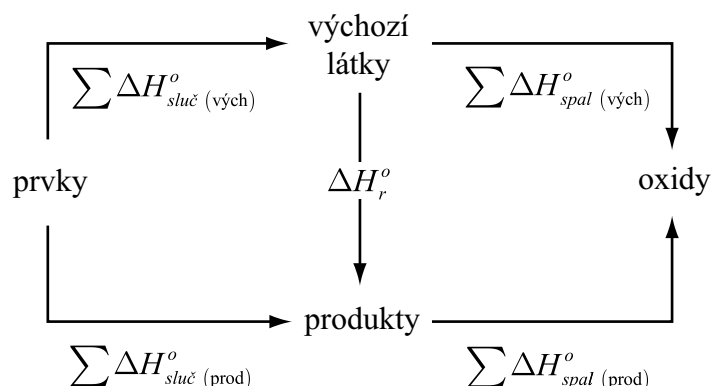 výchozí
látky
∑ΔH°sluč (vých)
∑ΔH°spal (vých)
prvky
ΔH°r
oxidy
produkty
∑ΔH°sluč (prod)
∑ΔH°spal (prod)